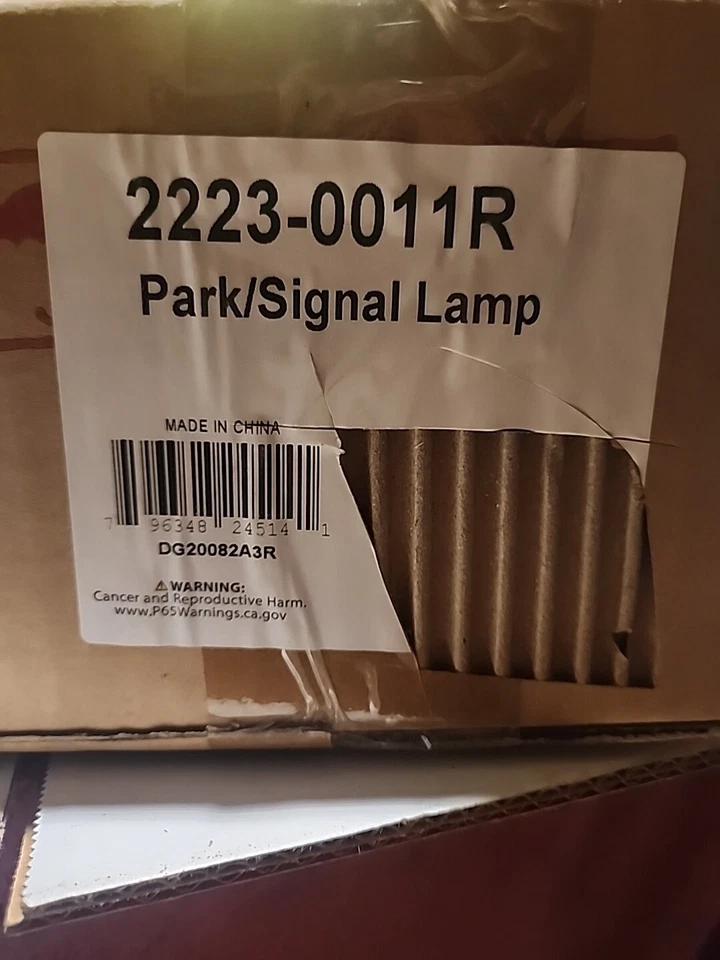 2223-0011R
Park/Signal Lamp
MADE IN CHINA
7 96348 24514 1
DG20082A3R
⚠WARNING:
Cancer and Reproductive Harm.
www.P65Warnings.ca.gov